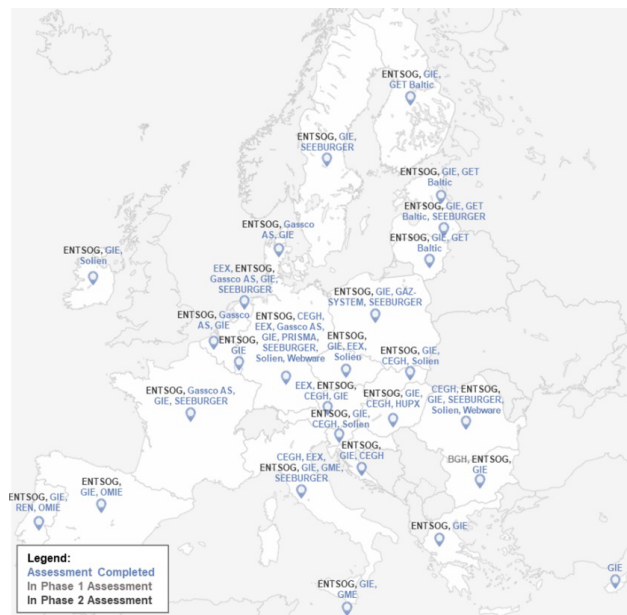 ENTSOG, GIE,
GET Baltic
ENTSOG, GIE,
SEEBURGER
ENTSOG, GIE, GET
Baltic
ENTSOG, GIE, GET
Baltic, SEEBURGER
ENTSOG, GIE, GET
Baltic
ENTSOG, Gassco
AS, GIE
ENTSOG, GIE,
Solien
EEX, ENTSOG,
Gassco AS, GIE,
SEEBURGER
ENTSOG, GIE, GAZ-
SYSTEM, SEEBURGER
ENTSOG, Gassco
AS, GIE
ENTSOG,
GIE
ENTSOG, CEGH,
EEX, Gassco AS,
GIE, PRISMA,
SEEBURGER,
Solien, Webware
ENTSOG,
GIE, EEX,
Solien
ENTSOG, GIE,
CEGH, Solien
ENTSOG, Gassco AS,
GIE, SEEBURGER
EEX, ENTSOG,
CEGH, GIE
ENTSOG, GIE,
CEGH, HUPX
CEGH, ENTSOG,
GIE, SEEBURGER,
Solien, Webware
ENTSOG, GIE,
CEGH, Solien
ENTSOG,
GIE, CEGH
CEGH, EEX,
ENTSOG, GIE, GME,
SEEBURGER
BGH, ENTSOG,
GIE
ENTSOG,
GIE, OMIE
ENTSOG, GIE,
REN, OMIE
ENTSOG, GIE
GIE
ENTSOG, GIE,
GME
Legend:
Assessment Completed
In Phase 1 Assessment
In Phase 2 Assessment